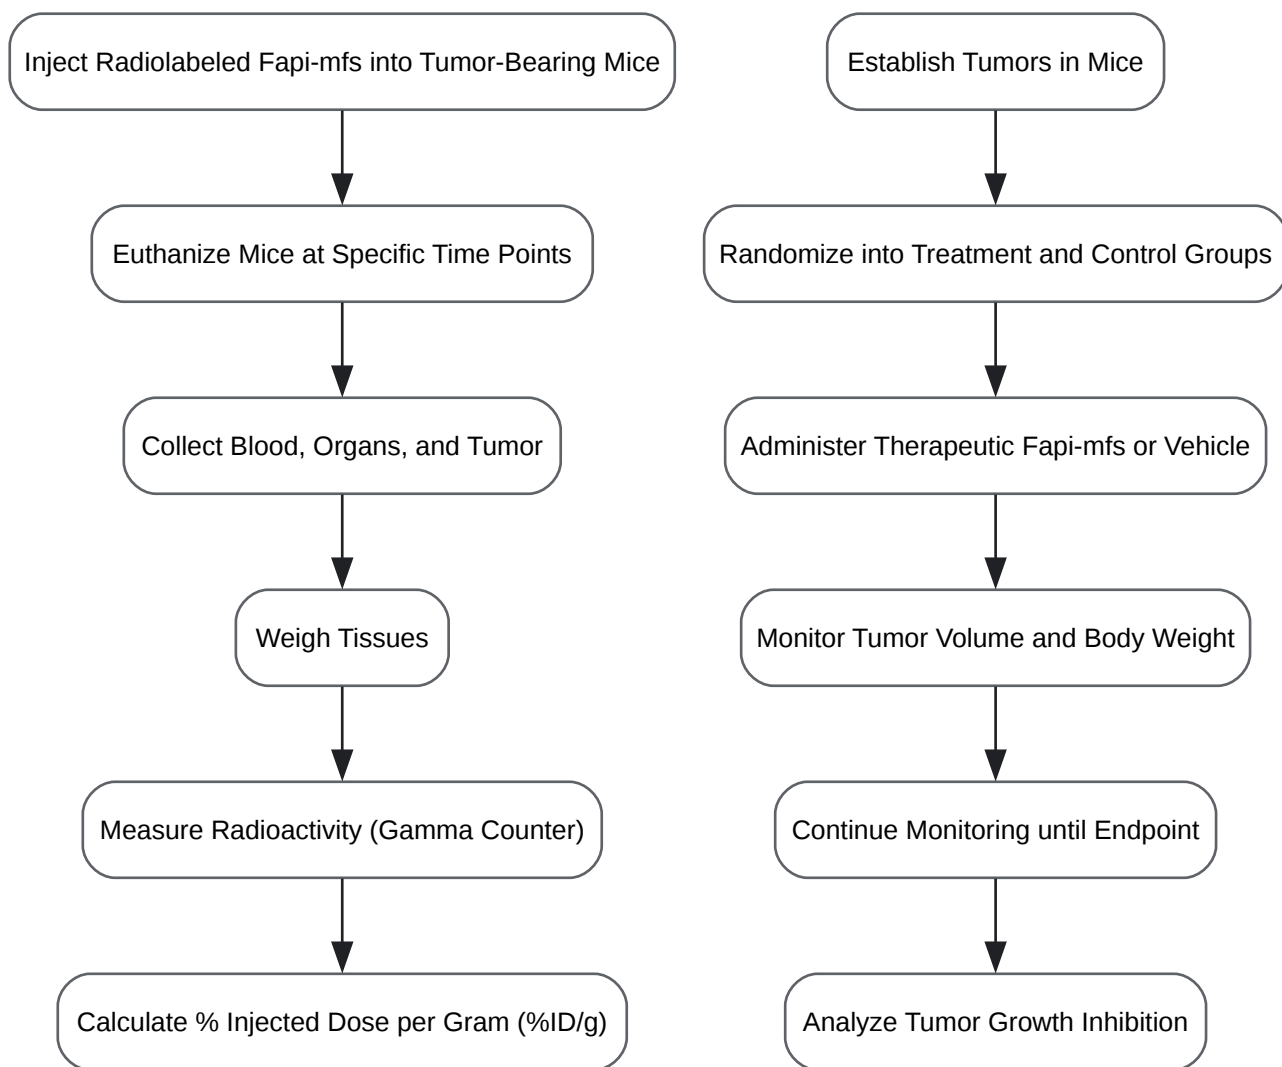 Inject Radiolabeled Fapi-mfs into Tumor-Bearing Mice
Euthanize Mice at Specific Time Points
Collect Blood, Organs, and Tumor
Weigh Tissues
Measure Radioactivity (Gamma Counter)
Calculate % Injected Dose per Gram (%ID/g)
Establish Tumors in Mice
Randomize into Treatment and Control Groups
Administer Therapeutic Fapi-mfs or Vehicle
Monitor Tumor Volume and Body Weight
Continue Monitoring until Endpoint
Analyze Tumor Growth Inhibition